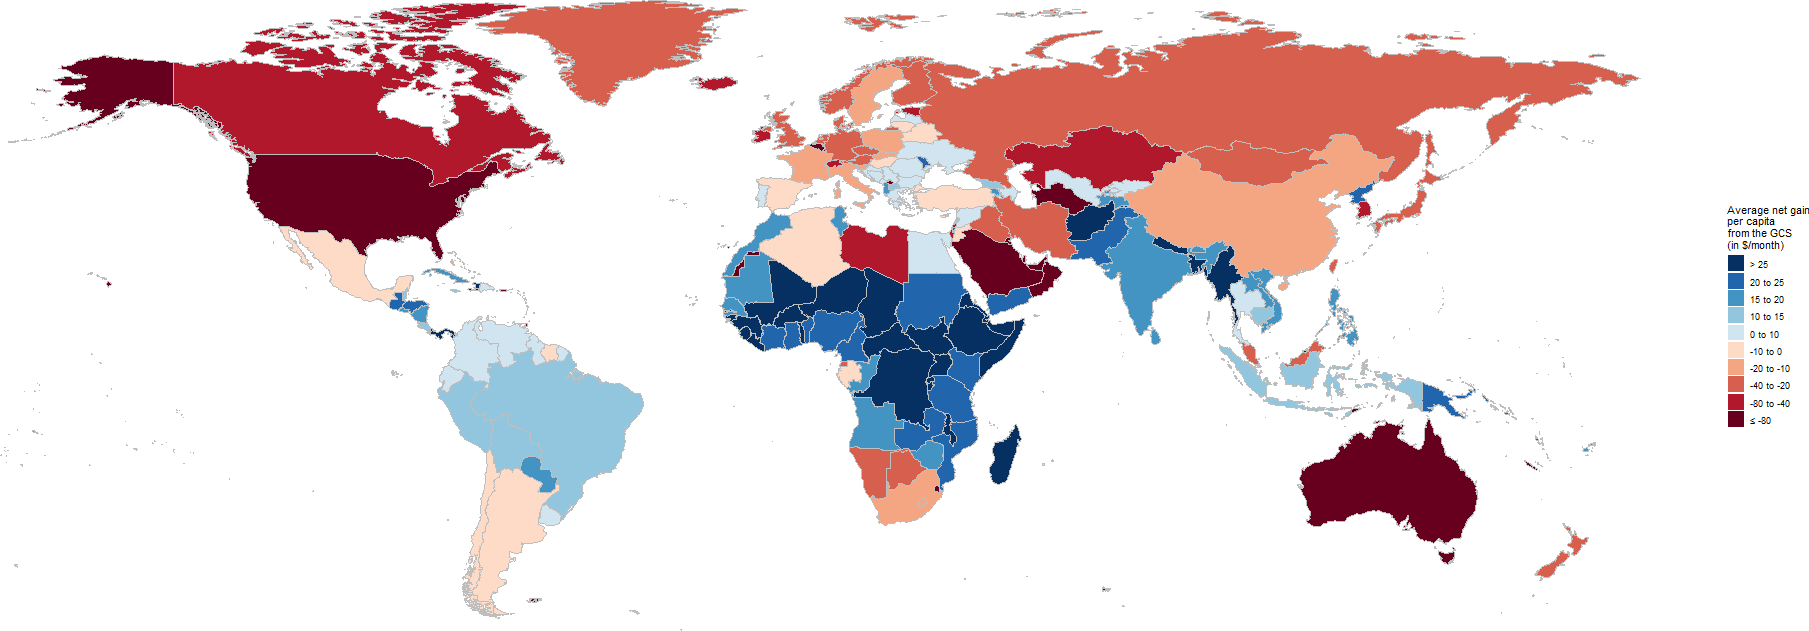 Average net gain
per capita
from the GCS
(in $/month)
> 25
20 to 25
15 to 20
10 to 15
0 to 10
-10 to 0
-20 to -10
-40 to -20
-80 to -40
≤ -80